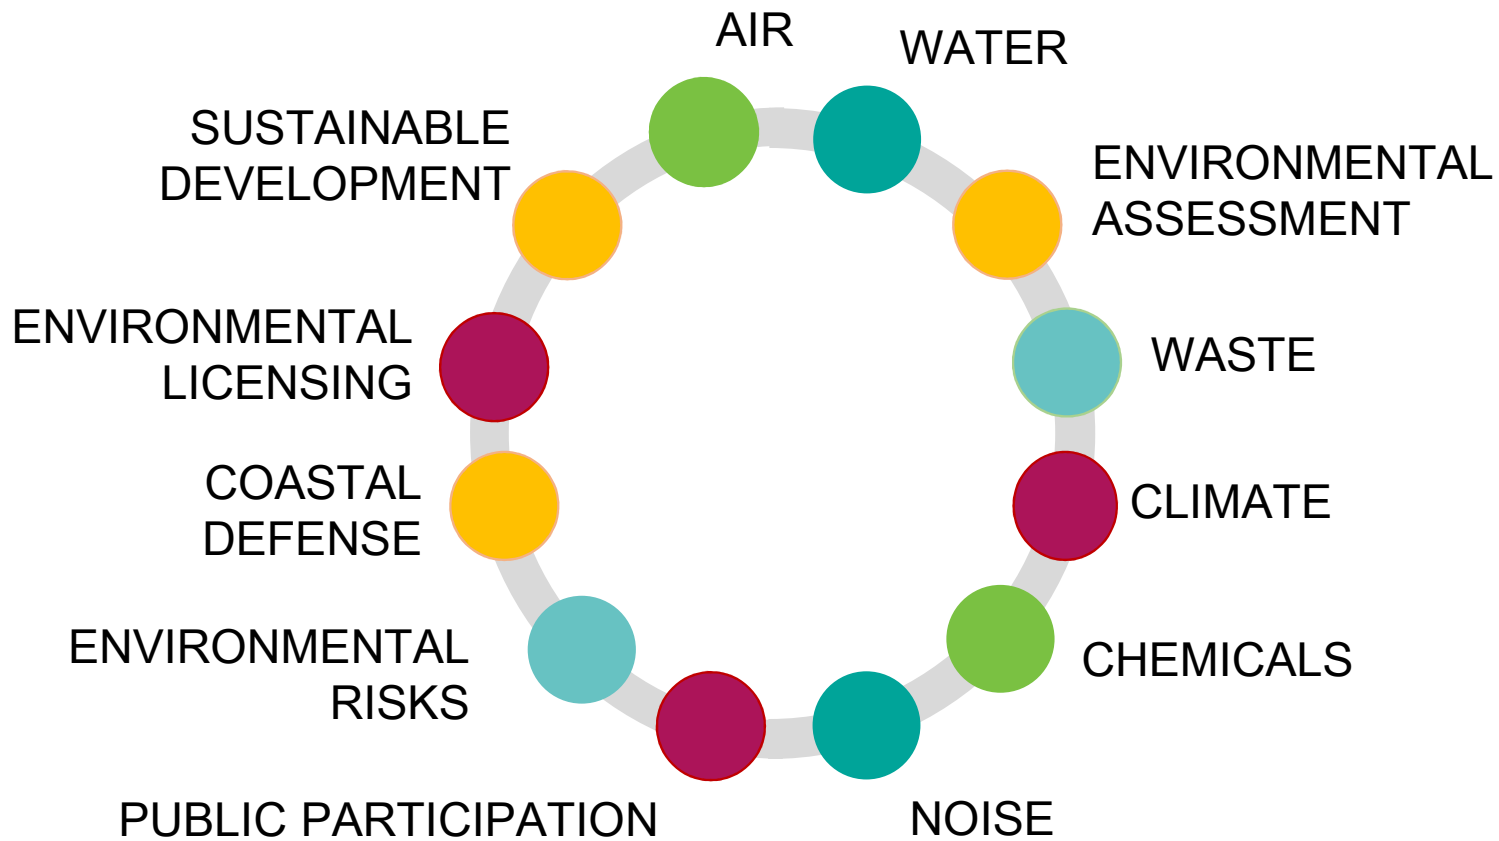 AIR
WATER
ENVIRONMENTAL
ASSESSMENT
WASTE
CLIMATE
CHEMICALS
NOISE
PUBLIC PARTICIPATION
ENVIRONMENTAL
RISKS
COASTAL
DEFENSE
ENVIRONMENTAL
LICENSING
SUSTAINABLE
DEVELOPMENT